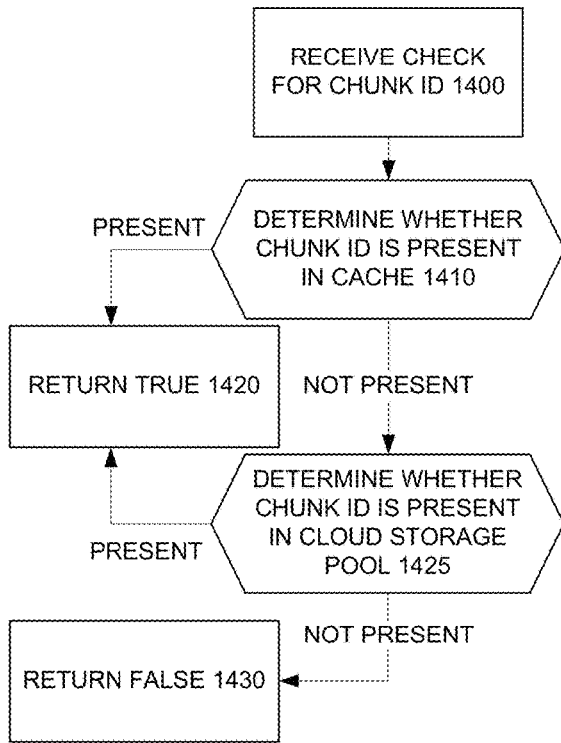 RECEIVE CHECK
FOR CHUNK ID 1400
PRESENT
DETERMINE WHETHER
CHUNK ID IS PRESENT
IN CACHE 1410
RETURN TRUE 1420
NOT PRESENT
DETERMINE WHETHER
CHUNK ID IS PRESENT
IN CLOUD STORAGE
POOL 1425
PRESENT
NOT PRESENT
RETURN FALSE 1430